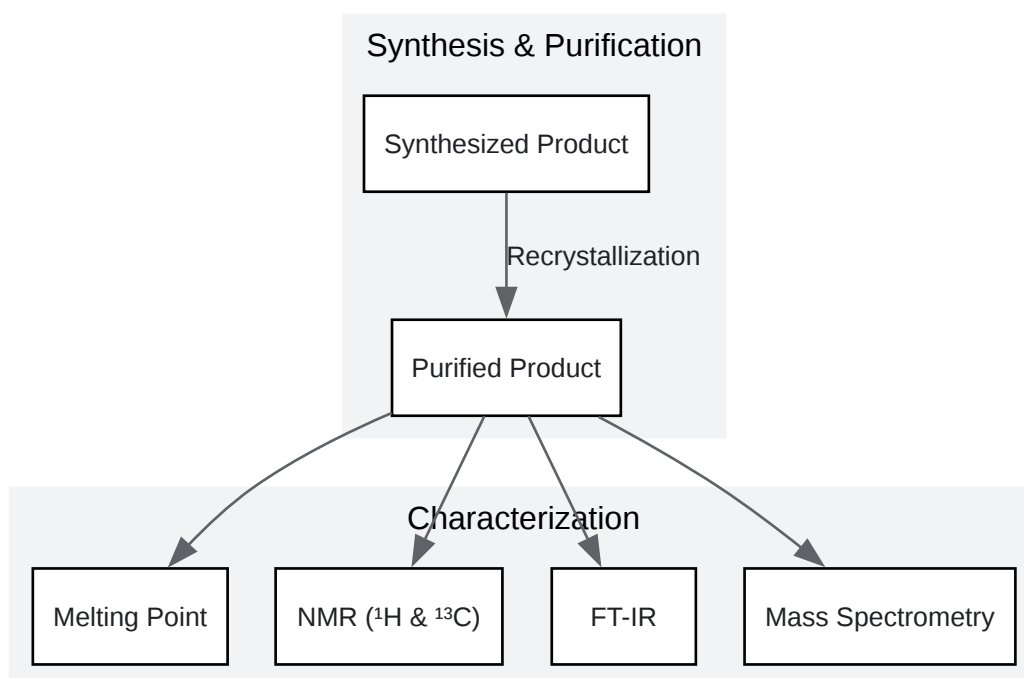 Synthesis & Purification
Synthesized Product
Recrystallization
Purified Product
Characterization
Melting Point
NMR (¹H & ¹³C)
FT-IR
Mass Spectrometry